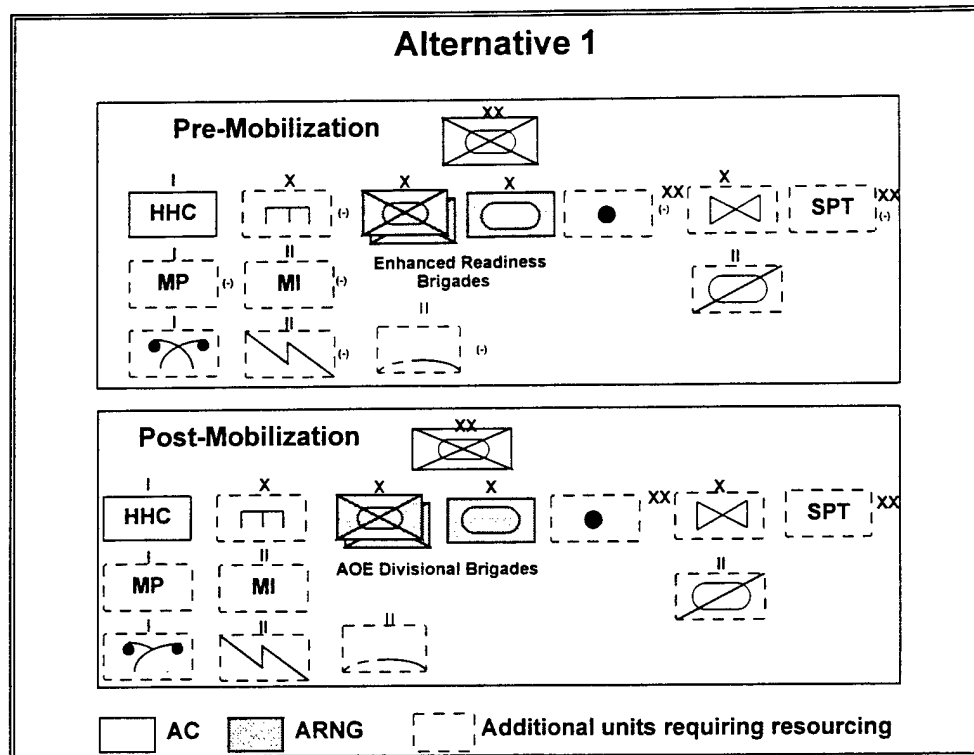 Alternative 1
Pre-Mobilization
XX
I X X X XX X XX
HHC (-) (-) SPT (-)
Enhanced Readiness
Brigades
II II
MP (-) MI (-)
II
I II
(-) (-)
Post-Mobilization
XX
I X X X XX X XX
HHC SPT
AOE Divisional Brigades
I II II
MP MI
I II II
AC ARNG Additional units requiring resourcing